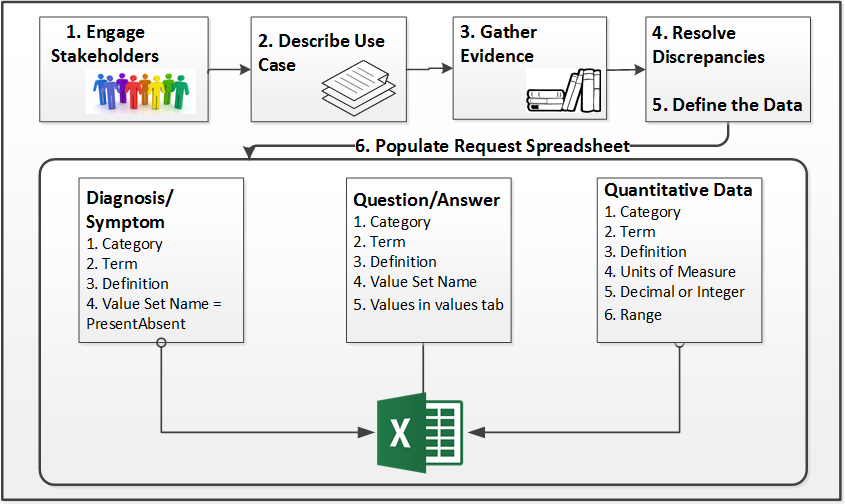 1. Engage
Stakeholders
2. Describe Use
Case
3. Gather
Evidence
4. Resolve
Discrepancies
5. Define the Data
6. Populate Request Spreadsheet
Diagnosis/
Symptom
1. Category
2. Term
3. Definition
4. Value Set Name =
PresentAbsent
Question/Answer
1. Category
2. Term
3. Definition
4. Value Set Name
5. Values in values tab
Quantitative Data
1. Category
2. Term
3. Definition
4. Units of Measure
5. Decimal or Integer
6. Range
X